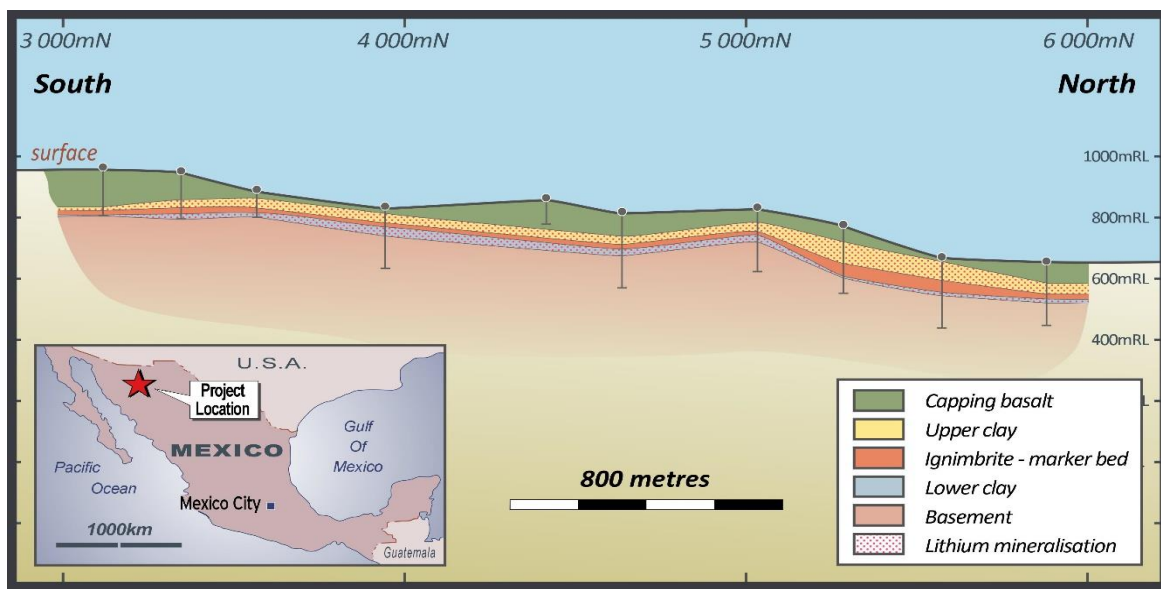 3 000mN
4 000mN
5 000mN
6 000mN
South
North
surface
1000mRL
800mRL
600mRL
400mRL
L
U.S.A.
Project
Location
MEXICO
Gulf
Of
Mexico
Pacific
Ocean
Mexico City
1000km
Guatemala
800 metres
Capping basalt
Upper clay
Ignimbrite - marker bed
Lower clay
Basement
Lithium mineralisation